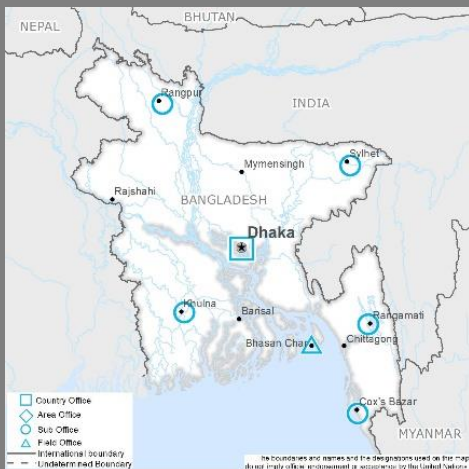 NEPAL
BHUTAN
INDIA
Rangpur
Sylhet
Mymensingh
Rajshahi
BANGLADESH
Dhaka
Khulna
Barisal
Rangamati
Bhasan Char
Chittagong
Cox's Bazar
MYANMAR
Country Office
Area Office
Sub Office
Field Office
International boundary
Undetermined Boundary
The boundaries and names and the designations used on this map
do not imply official endorsement or acceptance by the United Nations